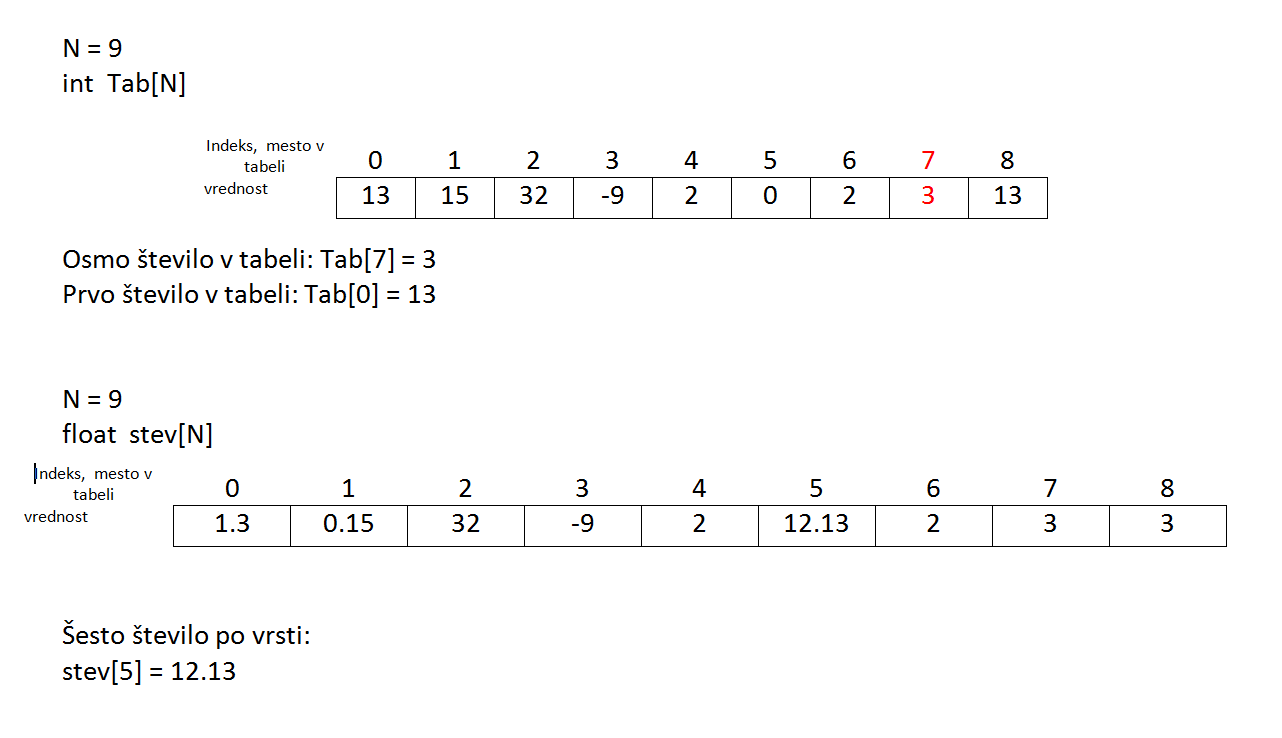 N = 9
int  Tab[N]
Indeks,  mesto v
tabeli
vrednost
0 1 2 3 4 5 6 7 8
13 15 32 -9 2 0 2 3 13
Osmo število v tabeli: Tab[7] = 3
Prvo število v tabeli: Tab[0] = 13
N = 9
float  stev[N]
Indeks,  mesto v
tabeli
vrednost
0 1 2 3 4 5 6 7 8
1.3 0.15 32 -9 2 12.13 2 3 3
Šesto število po vrsti:
stev[5] = 12.13